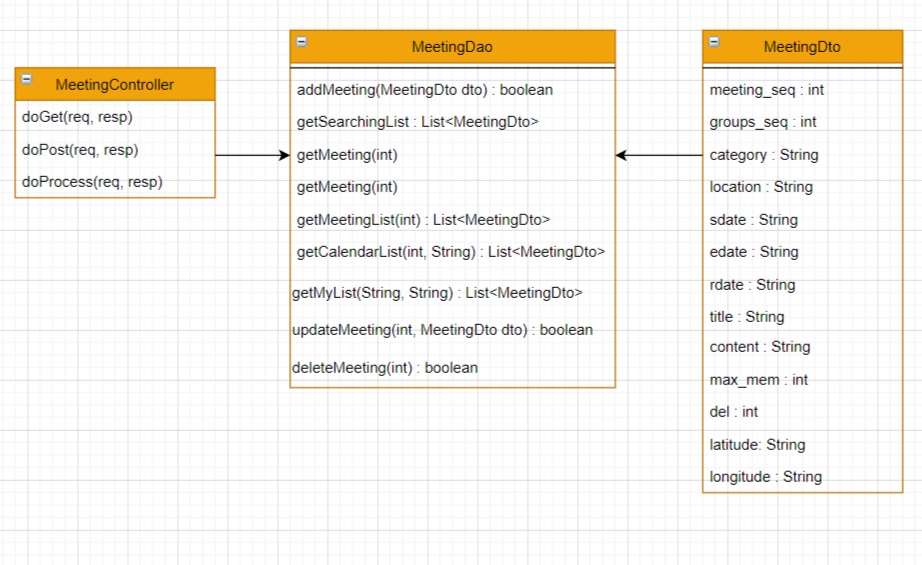 MeetingController
doGet(req, resp)
doPost(req, resp)
doProcess(req, resp)
MeetingDao
addMeeting(MeetingDto dto) : boolean
getSearchingList : List<MeetingDto>
getMeeting(int)
getMeeting(int)
getMeetingList(int) : List<MeetingDto>
getCalendarList(int, String) : List<MeetingDto>
getMyList(String, String) : List<MeetingDto>
updateMeeting(int, MeetingDto dto) : boolean
deleteMeeting(int) : boolean
MeetingDto
meeting_seq : int
groups_seq : int
category : String
location : String
sdate : String
edate : String
rdate : String
title : String
content : String
max_mem : int
del : int
latitude: String
longitude : String